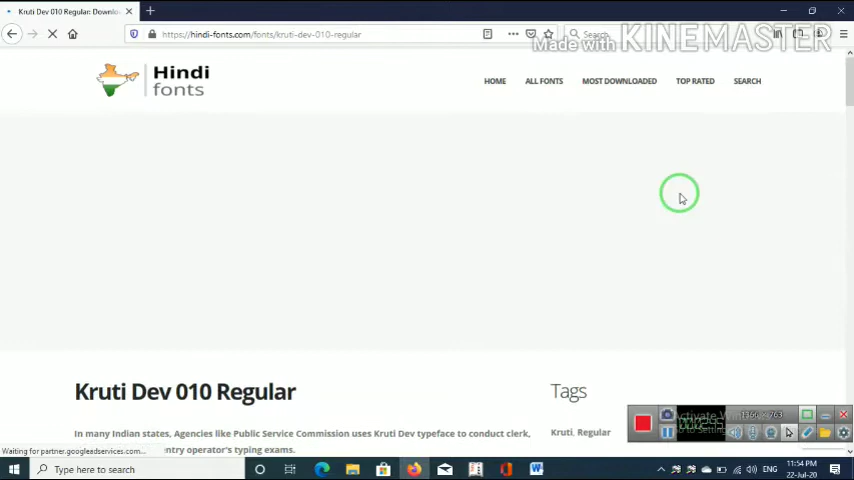 Kruti Dev 010 Regular: Downlo
https://hindi-fonts.com/fonts/kruti-dev-010-regular
Search
Made with KINEMASTER
Hindi
fonts
HOME
ALL FONTS
MOST DOWNLOADED
TOP RATED
SEARCH
Kruti Dev 010 Regular
Tags
In many Indian states, Agencies like Public Service Commission uses Kruti Dev typeface to conduct clerk,
Kruti, Regular
Waiting for partner.googleadservices.com...
entry operator's typing exams.
1366 x 763
Type here to search
ENG
11:54 PM
22-Jul-20